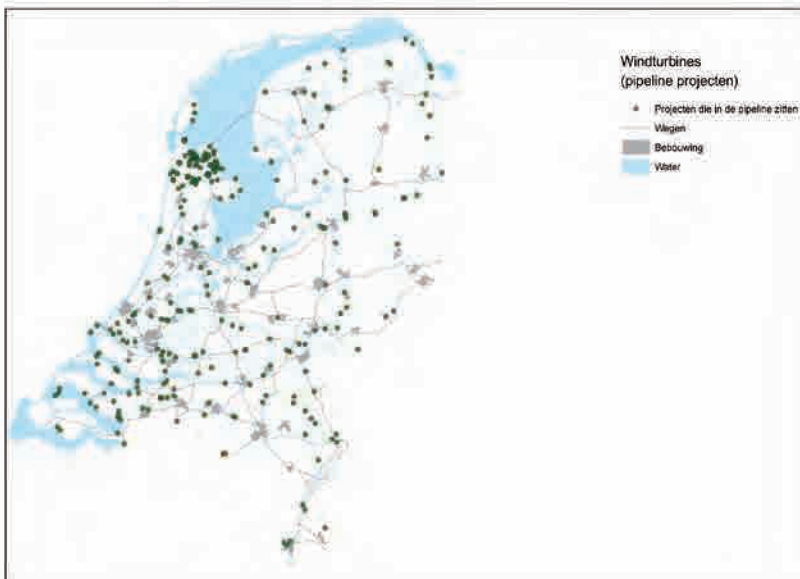 Windturbines
(pipeline projecten)
Projecten die in de pipeline zitten
Wegen
Bebouwing
Water